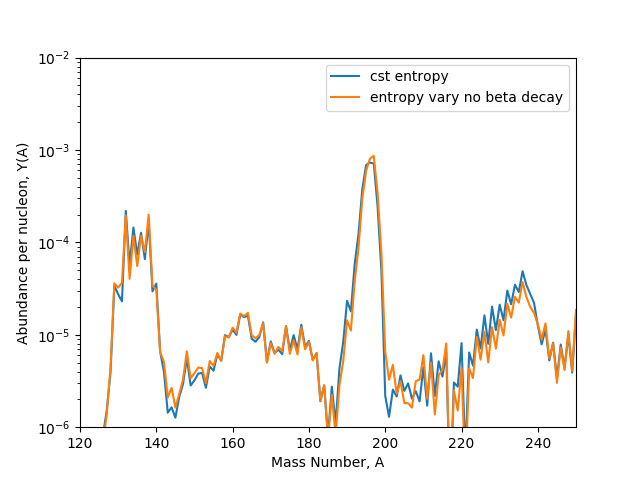 cst entropy
entropy vary no beta decay
Abundance per nucleon, Y(A)
10⁻²
10⁻³
10⁻⁴
10⁻⁵
10⁻⁶
120 140 160 180 200 220 240
Mass Number, A